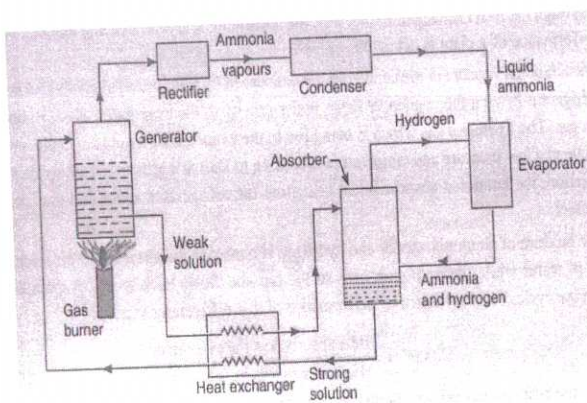 Ammonia
vapours
Rectifier
Condenser
Liquid
ammonia
Hydrogen
Generator
Absorber
Evaporator
Weak
solution
Ammonia
and hydrogen
Gas
burner
Heat exchanger
Strong
solution